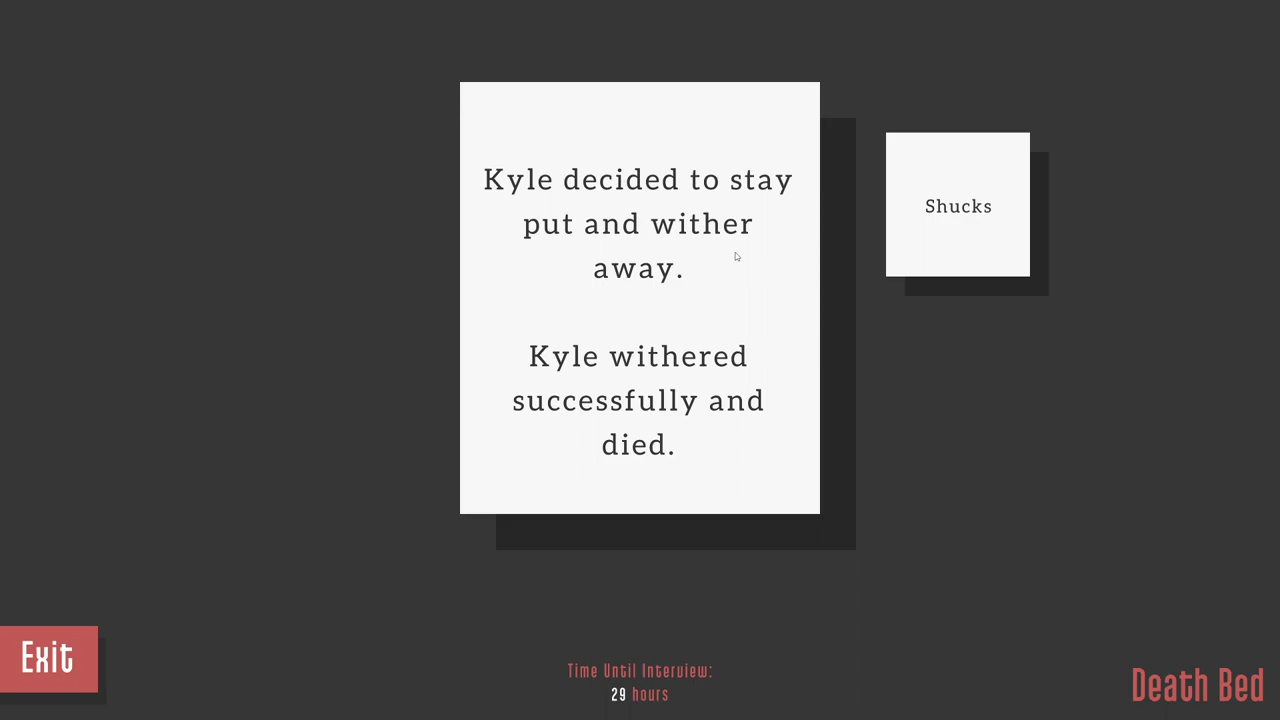 Kyle decided to stay
put and wither
away.
Kyle withered
successfully and
died.
Shucks
Exit
Time Until Interview:
29 hours
Death Bed